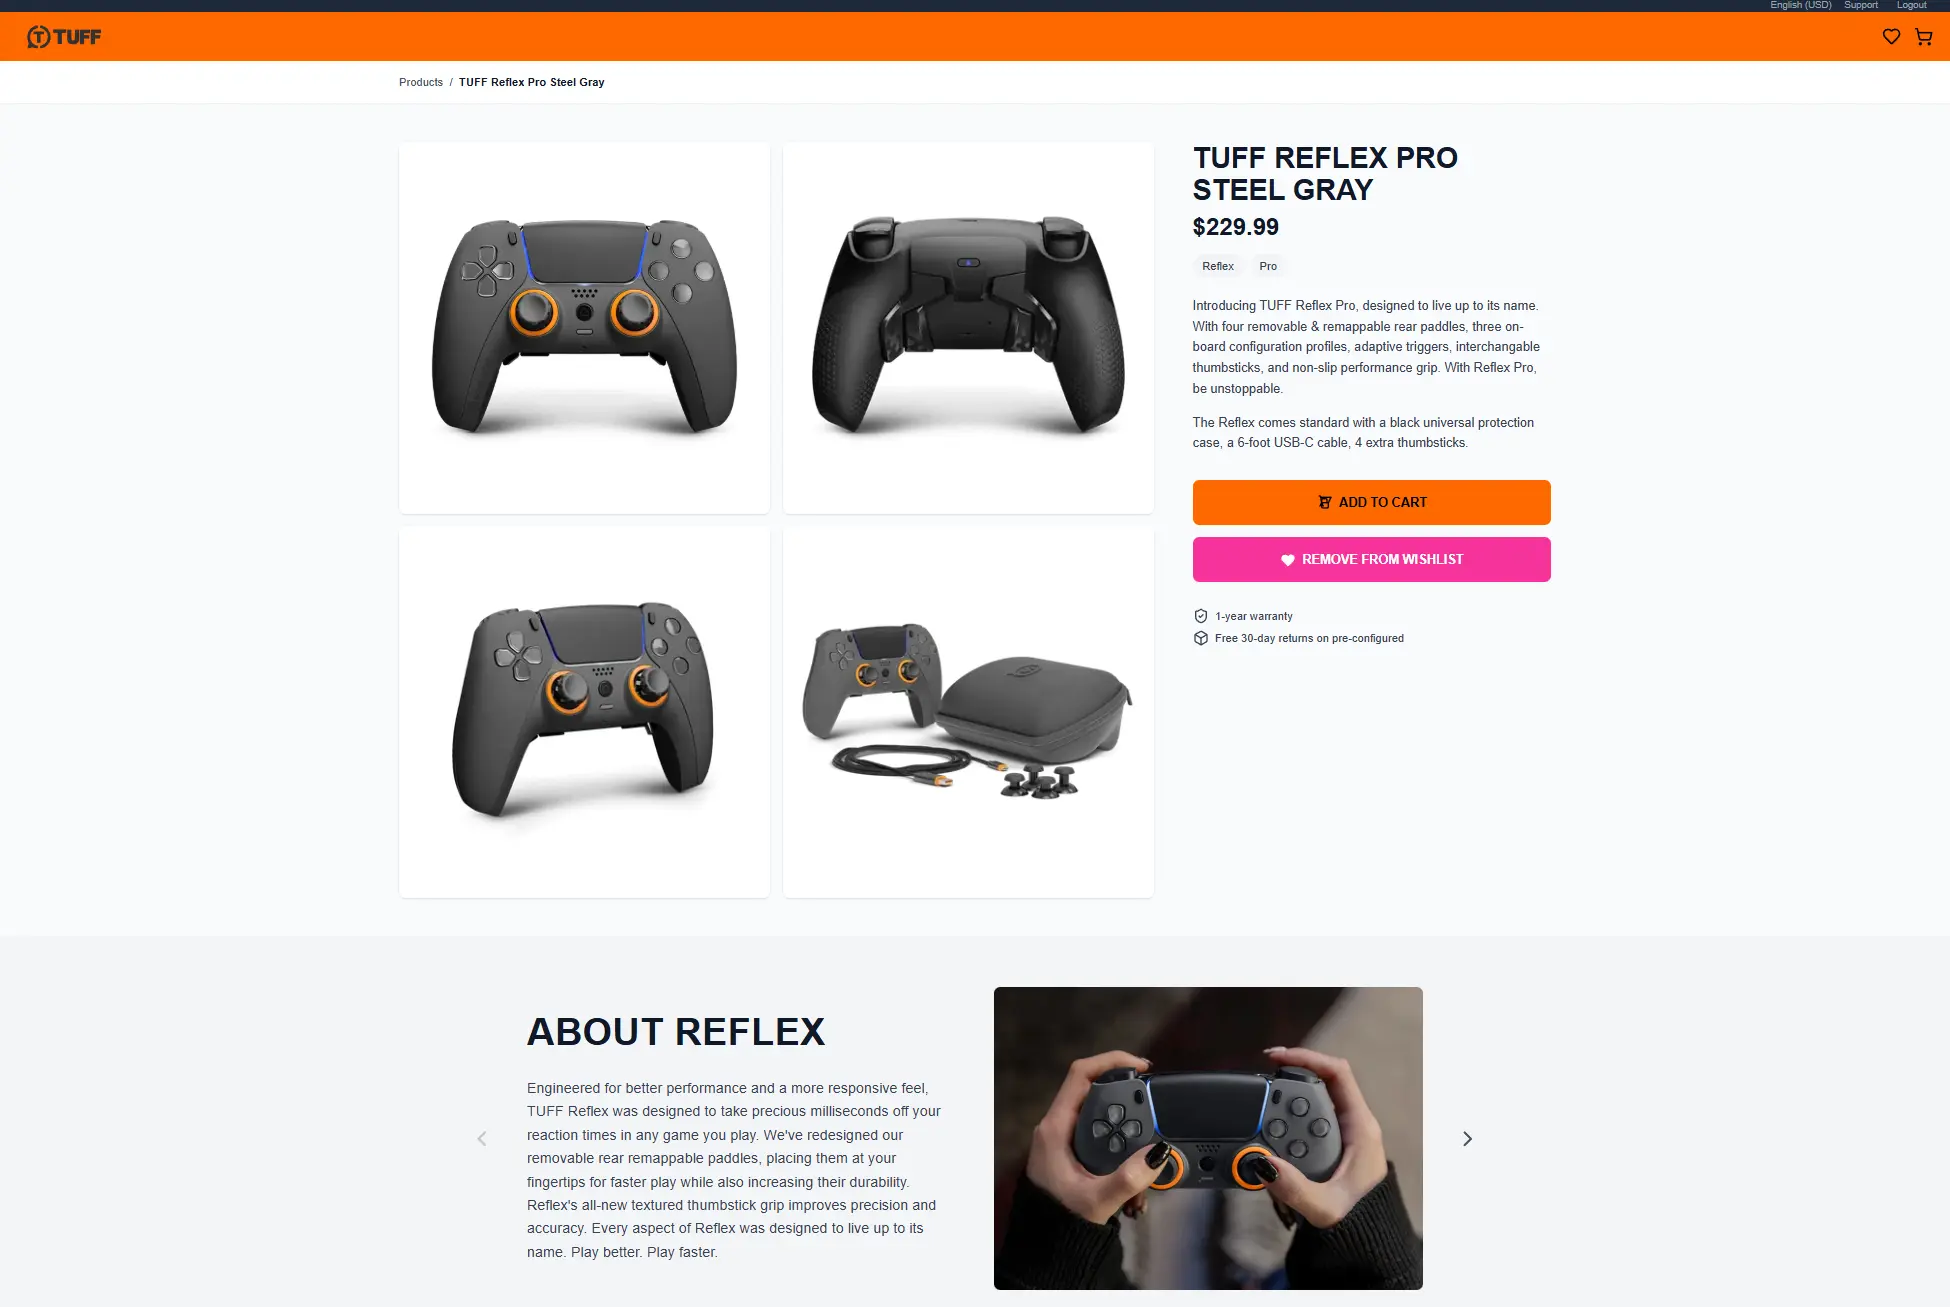 English (USD) Support Logout
TUFF
Products / TUFF Reflex Pro Steel Gray
TUFF REFLEX PRO
STEEL GRAY
$229.99
Reflex Pro
Introducing TUFF Reflex Pro, designed to live up to its name.
With four removable & remappable rear paddles, three on-
board configuration profiles, adaptive triggers, interchangable
thumbsticks, and non-slip performance grip. With Reflex Pro,
be unstoppable.
The Reflex comes standard with a black universal protection
case, a 6-foot USB-C cable, 4 extra thumbsticks.
ADD TO CART
REMOVE FROM WISHLIST
1-year warranty
Free 30-day returns on pre-configured
ABOUT REFLEX
Engineered for better performance and a more responsive feel,
TUFF Reflex was designed to take precious milliseconds off your
reaction times in any game you play. We've redesigned our
removable rear remappable paddles, placing them at your
fingertips for faster play while also increasing their durability.
Reflex's all-new textured thumbstick grip improves precision and
accuracy. Every aspect of Reflex was designed to live up to its
name. Play better. Play faster.